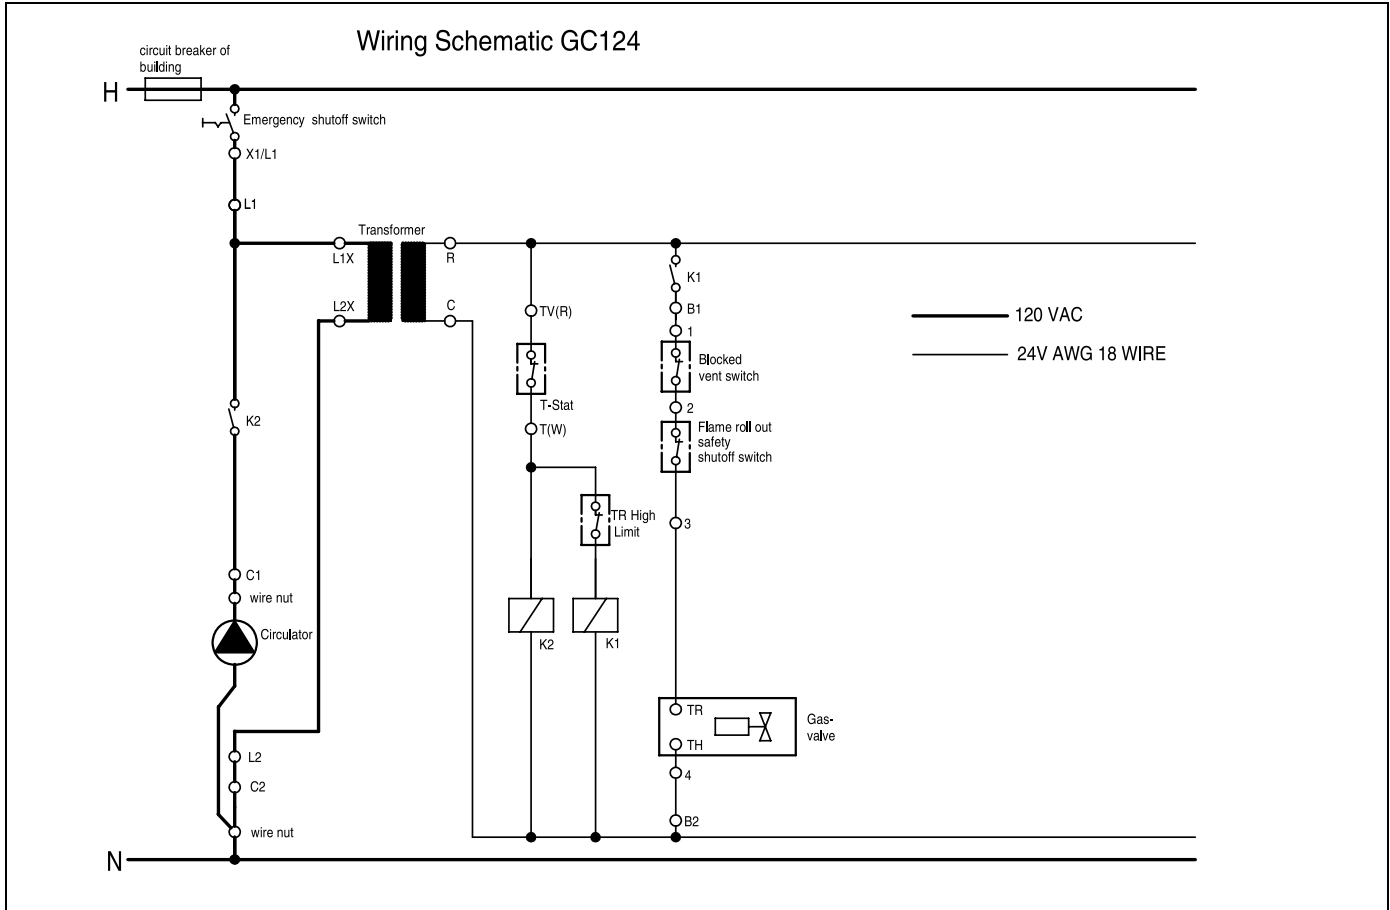 Wiring Schematic GC124
circuit breaker of
building
H
Emergency shutoff switch
X1/L1
L1
Transformer
L1X
R
L2X
C
TV(R)
K1
B1
1
120 VAC
24V AWG 18 WIRE
Blocked
vent switch
T-Stat
2
K2
T(W)
Flame roll out
safety
shutoff switch
TR High
Limit
3
C1
wire nut
Circulator
K2
K1
TR
TH
Gas-
valve
L2
4
C2
B2
wire nut
N